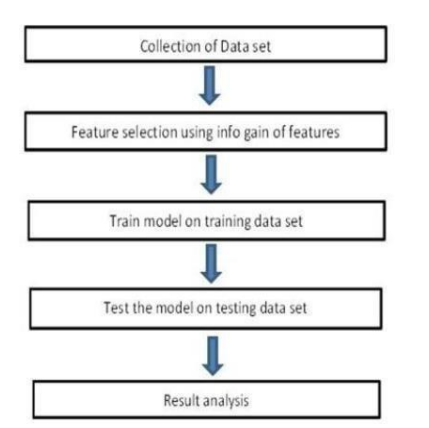 Collection of Data set
Feature selection using info gain of features
Train model on training data set
Test the model on testing data set
Result analysis